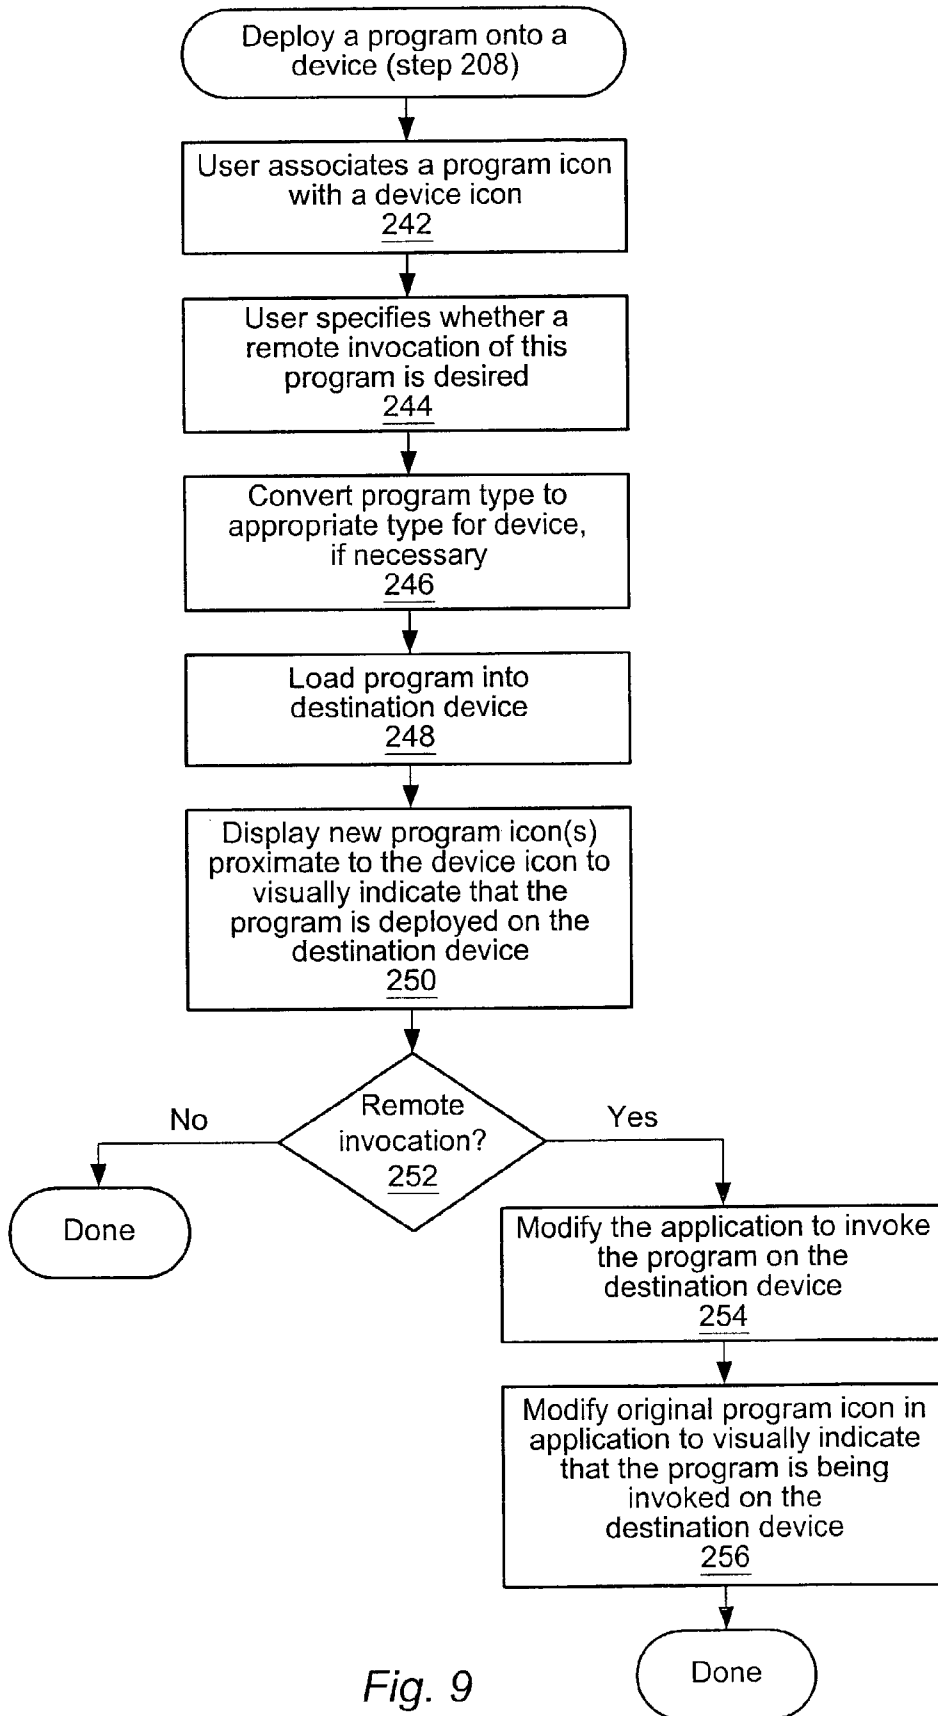 Deploy a program onto a
device (step 208)
User associates a program icon
with a device icon
242
User specifies whether a
remote invocation of this
program is desired
244
Convert program type to
appropriate type for device,
if necessary
246
Load program into
destination device
248
Display new program icon(s)
proximate to the device icon to
visually indicate that the
program is deployed on the
destination device
250
Remote
invocation?
252
No
Yes
Done
Modify the application to invoke
the program on the
destination device
254
Modify original program icon in
application to visually indicate
that the program is being
invoked on the
destination device
256
Done
Fig. 9